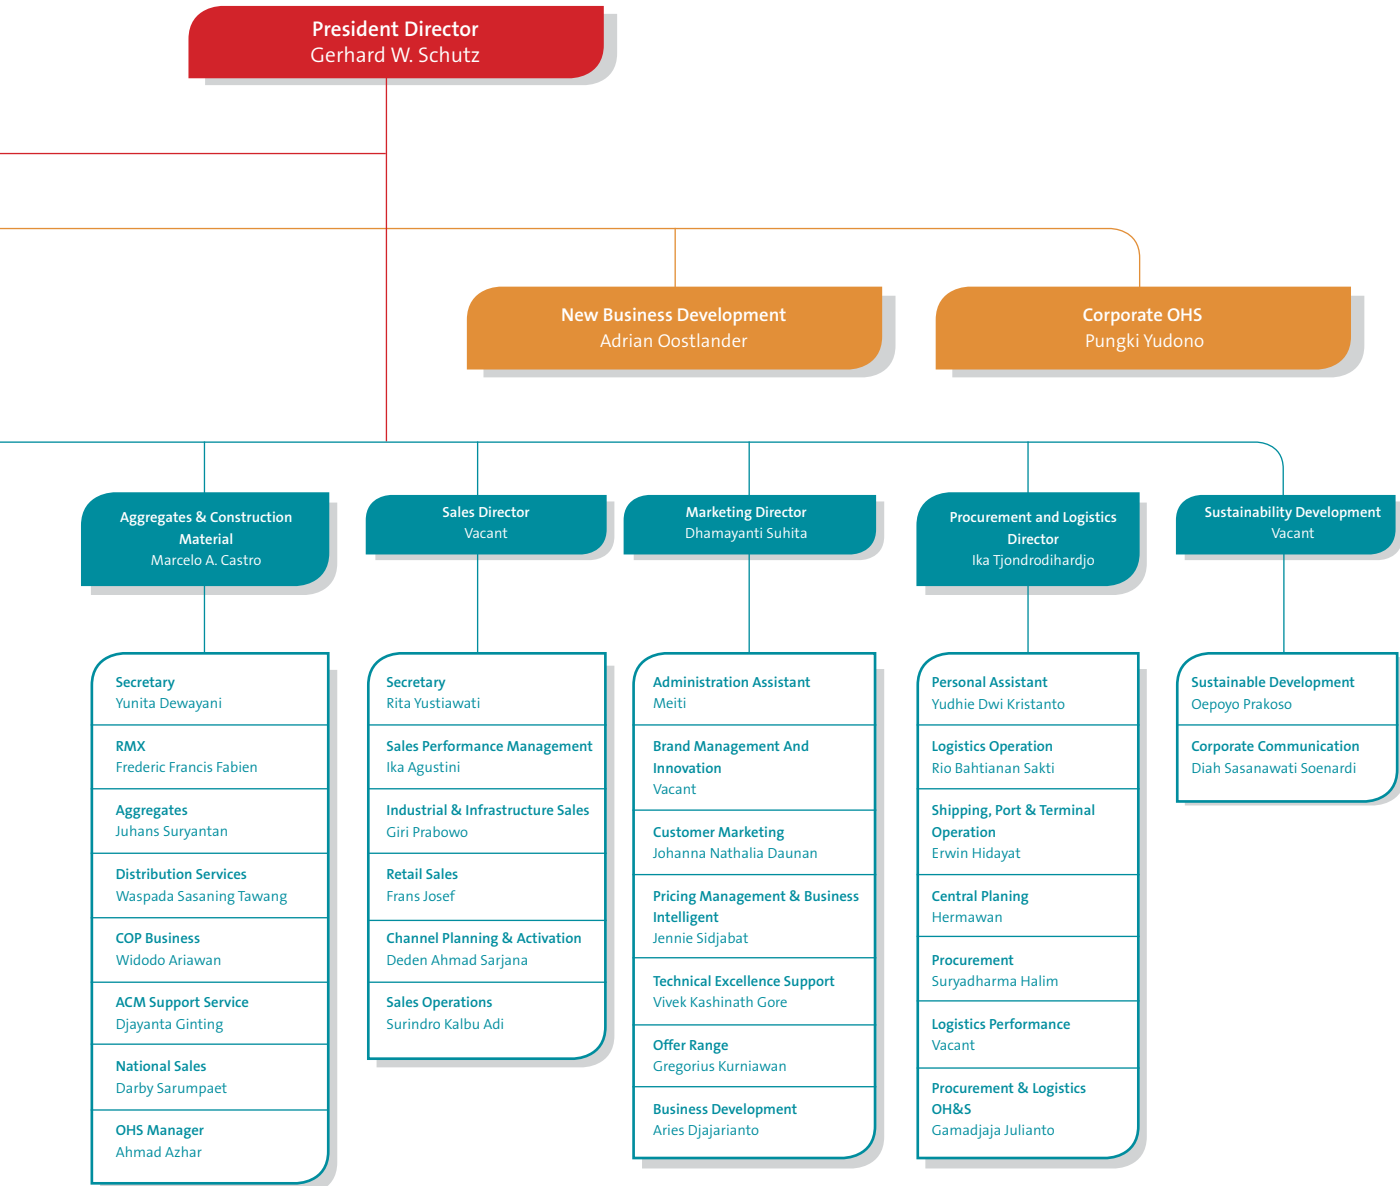 President Director
Gerhard W. Schutz
New Business Development
Adrian Oostlander
Corporate OHS
Pungki Yudono
Aggregates & Construction
Material
Marcelo A. Castro
Sales Director
Vacant
Marketing Director
Dhamayanti Suhita
Procurement and Logistics
Director
Ika Tjondrodihardjo
Sustainability Development
Vacant
Secretary
Yunita Dewayani
RMX
Frederic Francis Fabien
Aggregates
Juhans Suryantan
Distribution Services
Waspada Sasaning Tawang
COP Business
Widodo Ariawan
ACM Support Service
Djayanta Ginting
National Sales
Darby Sarumpaet
OHS Manager
Ahmad Azhar
Secretary
Rita Yustiawati
Sales Performance Management
Ika Agustini
Industrial & Infrastructure Sales
Giri Prabowo
Retail Sales
Frans Josef
Channel Planning & Activation
Deden Ahmad Sarjana
Sales Operations
Surindro Kalbu Adi
Administration Assistant
Meiti
Brand Management And
Innovation
Vacant
Customer Marketing
Johanna Nathalia Daunan
Pricing Management & Business
Intelligent
Jennie Sidjabat
Technical Excellence Support
Vivek Kashinath Gore
Offer Range
Gregorius Kurniawan
Business Development
Aries Djajarianto
Personal Assistant
Yudhie Dwi Kristanto
Logistics Operation
Rio Bahtianan Sakti
Shipping, Port & Terminal
Operation
Erwin Hidayat
Central Planing
Hermawan
Procurement
Suryadharma Halim
Logistics Performance
Vacant
Procurement & Logistics
OH&S
Gamadjaja Julianto
Sustainable Development
Oepoyo Prakoso
Corporate Communication
Diah Sasanawati Soenardi